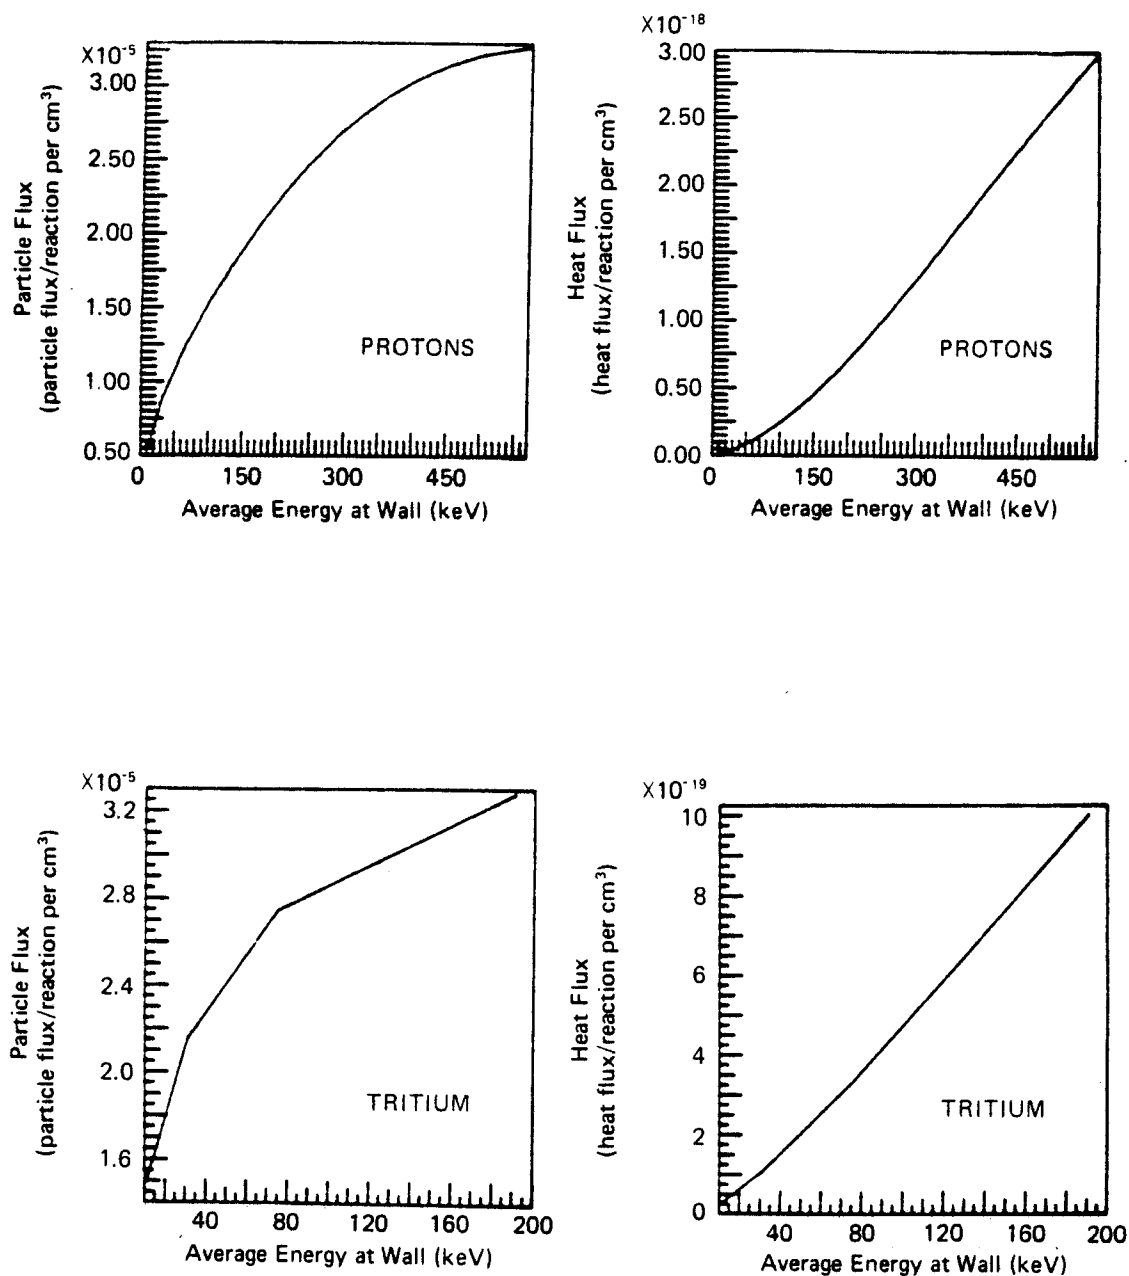 X10-5
3.00
2.50
2.00
1.50
1.00
0.50
Particle Flux
(particle flux/reaction per cm3)
PROTONS
0 150 300 450
Average Energy at Wall (keV)
X10-18
3.00
2.50
2.00
1.50
1.00
0.50
0.00
Heat Flux
(heat flux/reaction per cm3)
PROTONS
0 150 300 450
Average Energy at Wall (keV)
X10-5
3.2
2.8
2.4
2.0
1.6
Particle Flux
(particle flux/reaction per cm3)
TRITIUM
40 80 120 160 200
Average Energy at Wall (keV)
X10-19
10
8
6
4
2
0
Heat Flux
(heat flux/reaction per cm3)
TRITIUM
40 80 120 160 200
Average Energy at Wall (keV)